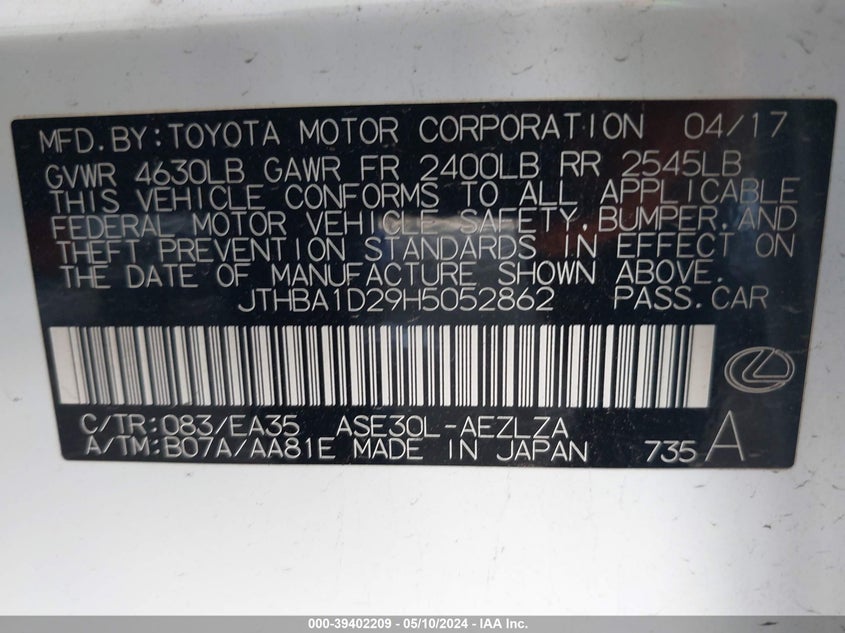 MFD.BY:TOYOTA MOTOR CORPORATION 04/17
GVWR 4630LB GAWR FR 2400LB RR 2545LB
THIS VEHICLE CONFORMS TO ALL APPLICABLE
FEDERAL MOTOR VEHICLE SAFETY,BUMPER,AND
THEFT PREVENTION STANDARDS IN EFFECT ON
THE DATE OF MANUFACTURE SHOWN ABOVE.
JTHBA1D29H5052862 PASS.CAR
C/TR:083/EA35 ASE30L-AEZLZA
A/TM:B07A/AA81E MADE IN JAPAN 735 A
000-39402209 - 05/10/2024 - IAA Inc.